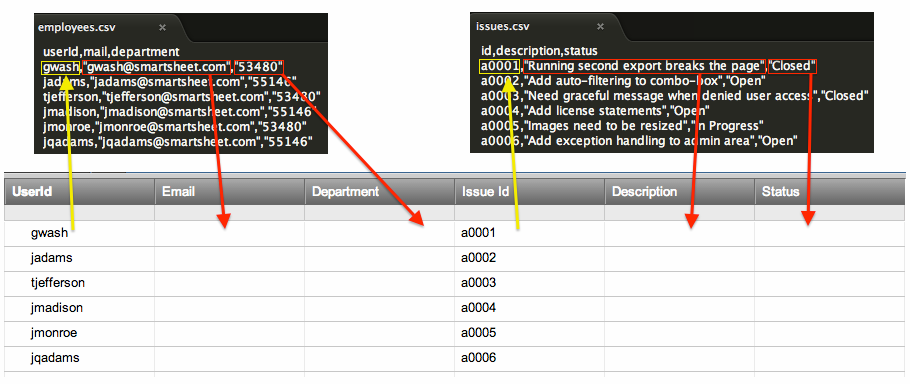 employees.csv
userId,mail,department
gwash,"gwash@smartsheet.com","53480"
jadams,"jadams@smartsheet.com","55146"
tjefferson,"tjefferson@smartsheet.com","53480"
jmadison,"jmadison@smartsheet.com","55146"
jmonroe,"jmonroe@smartsheet.com","53480"
jqadams,"jqadams@smartsheet.com","55146"
issues.csv
id,description,status
a0001,"Running second export breaks the page","Closed"
a0002,"Add auto-filtering to combo-box","Open"
a0003,"Need graceful message when denied user access","Closed"
a0004,"Add license statements","Open"
a0005,"Images need to be resized","In Progress"
a0006,"Add exception handling to admin area","Open"
UserId Email Department Issue Id Description Status
gwash a0001
jadams a0002
tjefferson a0003
jmadison a0004
jmonroe a0005
jqadams a0006